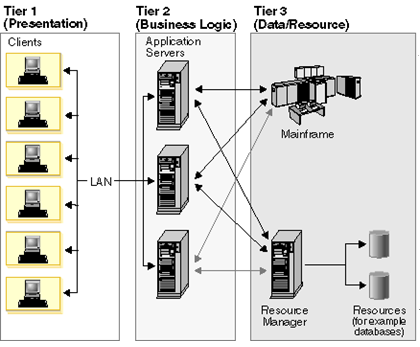 Tier 1
(Presentation)
Tier 2
(Business Logic)
Tier 3
(Data/Resource)
Clients
Application
Servers
LAN
Mainframe
Resource
Manager
Resources
(for example
databases)